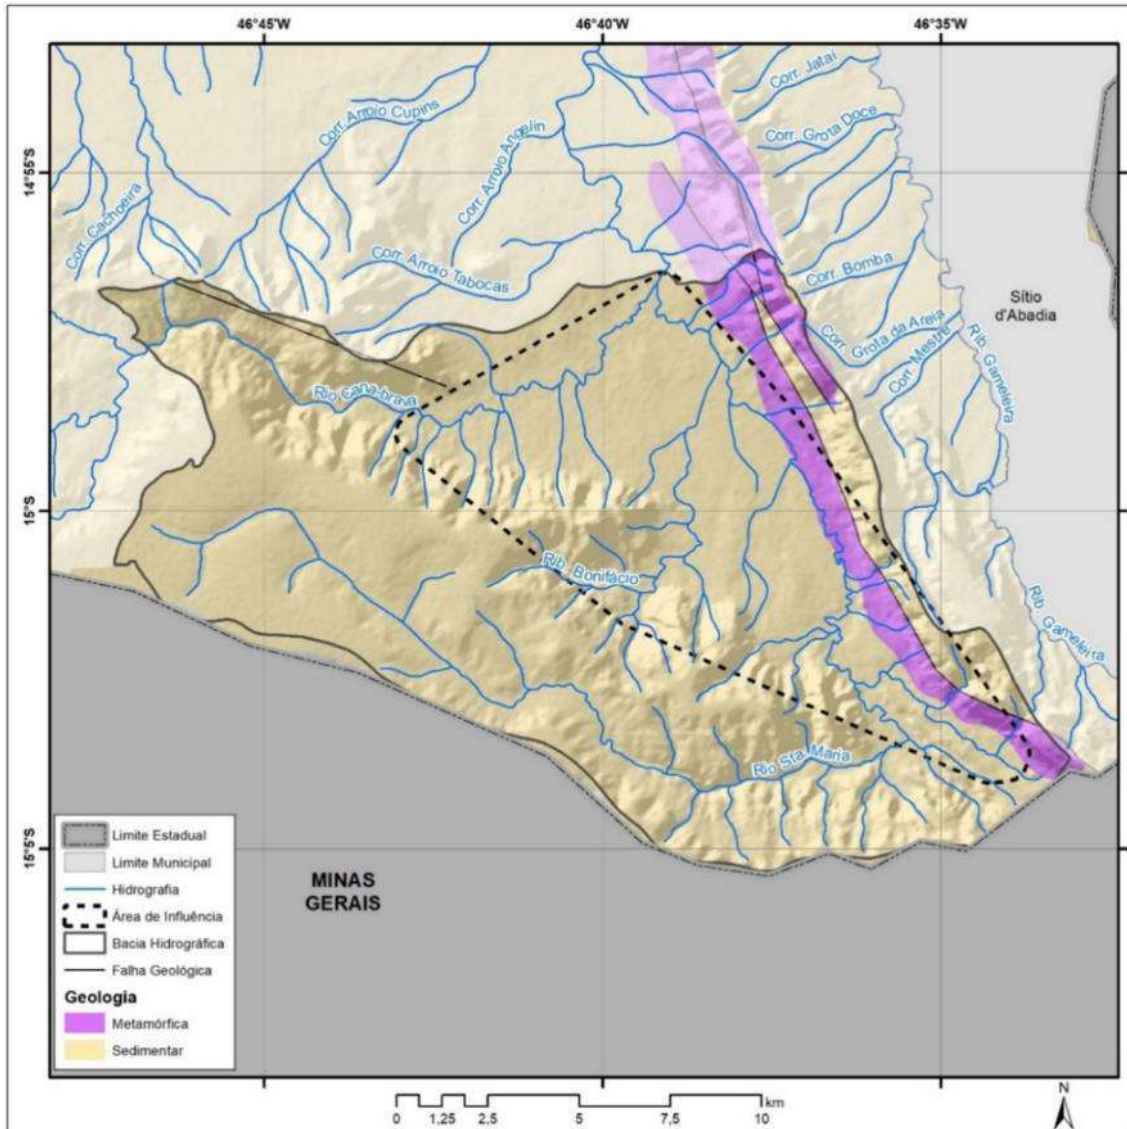 46°45'W
46°40'W
46°35'W
14°55'S
15°S
15°5'S
Corr. Jataí
Corr. Arroio Cupins
Corr. Arroio Angelin
Corr. Grota Doce
Corr. Cachoeira
Corr. Arroio Tabocas
Corr. Bomba
Sítio
d'Abadia
Corr. Grota da Areia
Corr. Mestre
Rib. Gameleira
Rio cana-brava
Rib. Bonifácio
Rib. Gameleira
Rio Sta. Maria
MINAS
GERAIS
Limite Estadual
Limite Municipal
Hidrografia
Área de Influência
Bacia Hidrográfica
Falha Geológica
Geologia
Metamórfica
Sedimentar
km
0 1,25 2,5 5 7,5 10
N